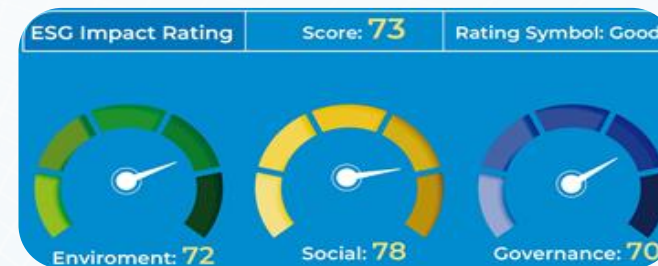 ESG Impact Rating
Score: 73
Rating Symbol: Good
Enviroment: 72
Social: 78
Governance: 70